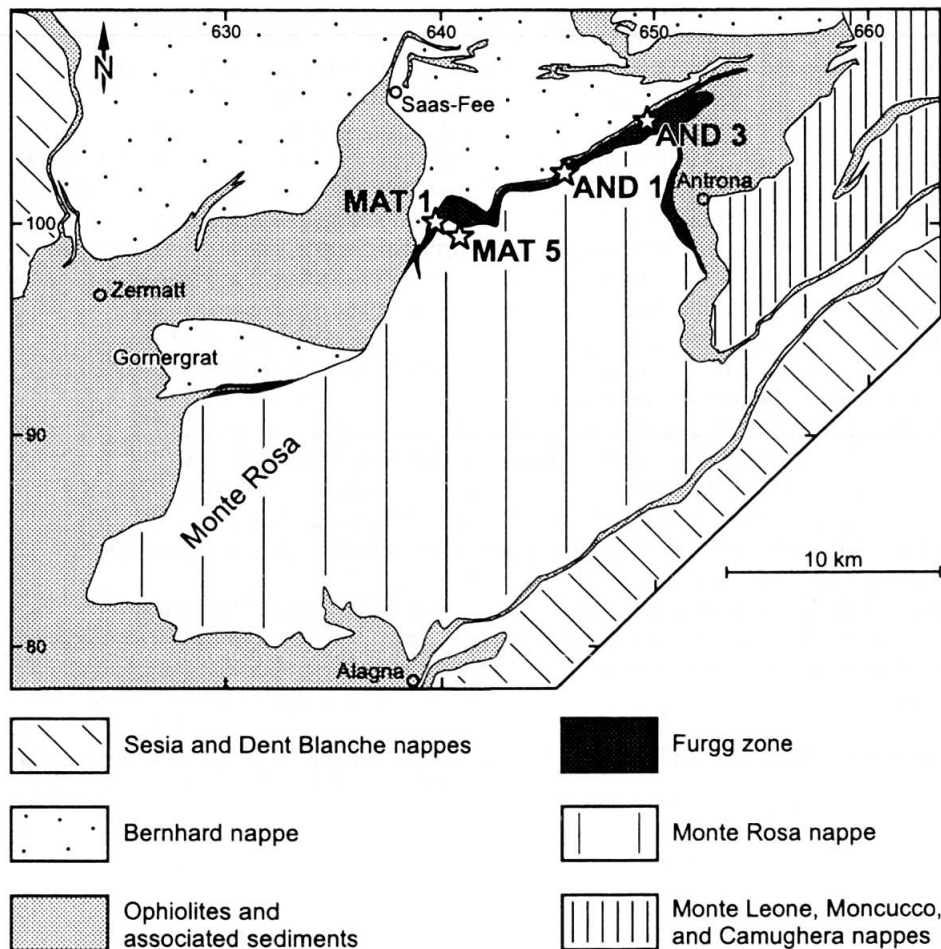 630
640
650
660
N
Saas-Fee
AND 3
AND 1
Antrona
MAT 1
100
MAT 5
Zermatt
Gornergrat
90
Monte Rosa
10 km
80
Alagna
Sesia and Dent Blanche nappes
Furgg zone
Bernhard nappe
Monte Rosa nappe
Ophiolites and
associated sediments
Monte Leone, Moncucco,
and Camughera nappes